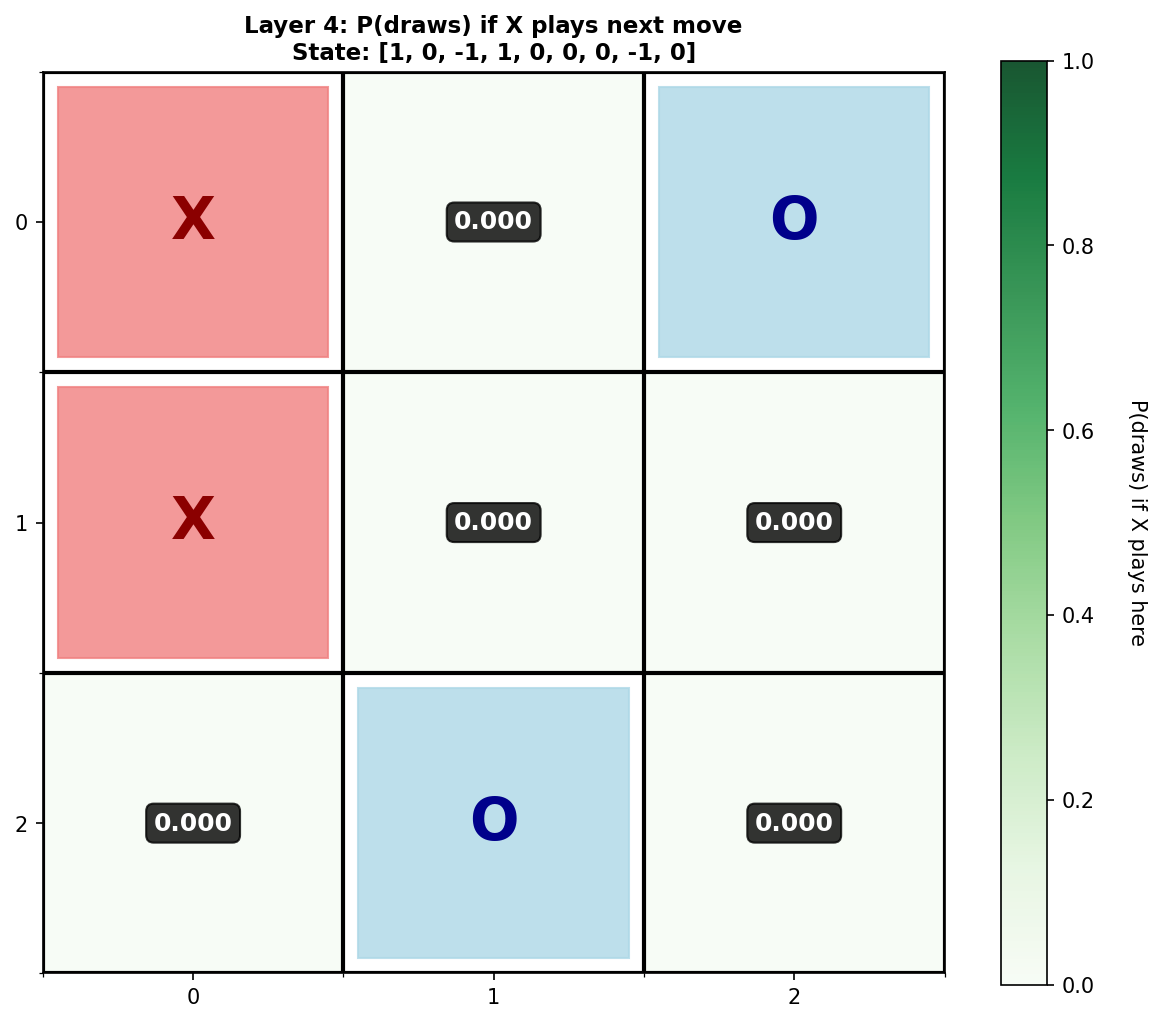 Layer 4: P(draws) if X plays next move
State: [1, 0, -1, 1, 0, 0, 0, -1, 0]
0
X
0.000
O
1
X
0.000
0.000
2
0.000
O
0.000
0
1
2
1.0
0.8
0.6
0.4
0.2
0.0
P(draws) if X plays here